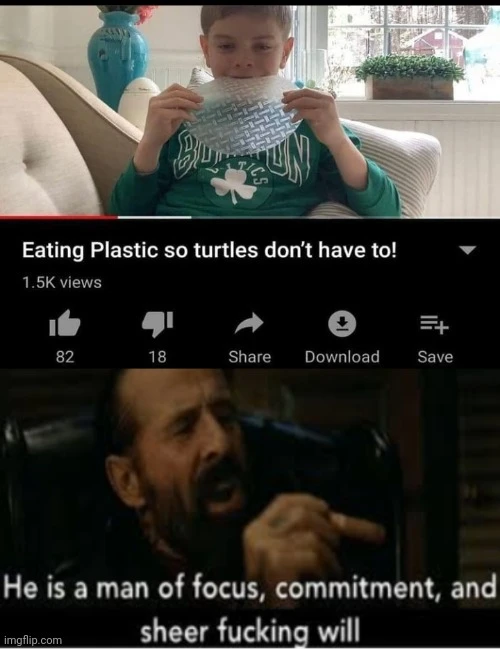 BOSTON
CELTICS
Eating Plastic so turtles don't have to!
1.5K views
82
18
Share
Download
Save
He is a man of focus, commitment, and
sheer fucking will
imgflip.com